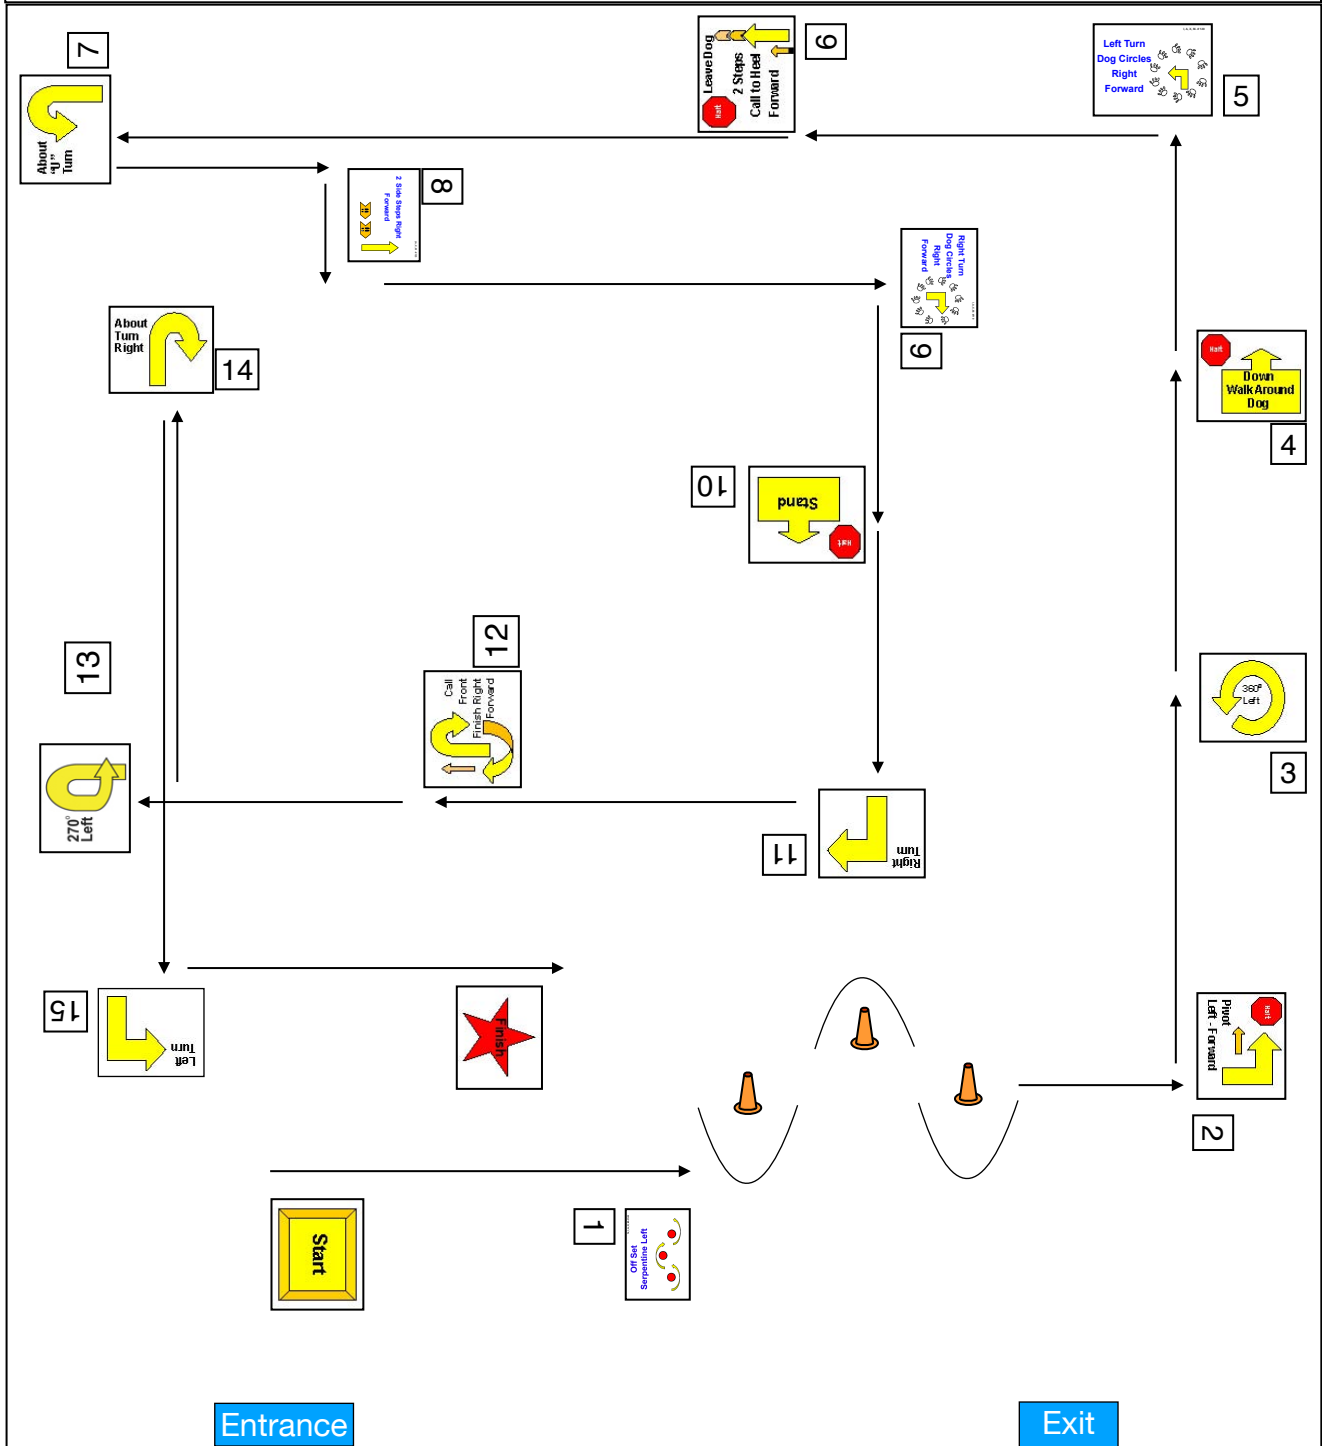 7
About
"U"
Turn
Halt
Leave Dog
2 Steps
Call to Heel
Forward
6
Left Turn
Dog Circles
Right
Forward
5
2 Side Steps Right
Forward
8
Right Turn
Dog Circles
Right
Forward
9
About
Turn
Right
14
Halt
Down
Walk Around
Dog
4
10
Stand
Halt
13
270°
Left
12
Call
Front
Finish Right
Forward
360°
Left
3
11
Right
Turn
15
Left
Turn
Finish
Halt
Pivot
Left - Forward
2
Start
1
Off Set
Serpentine Left
Entrance
Exit